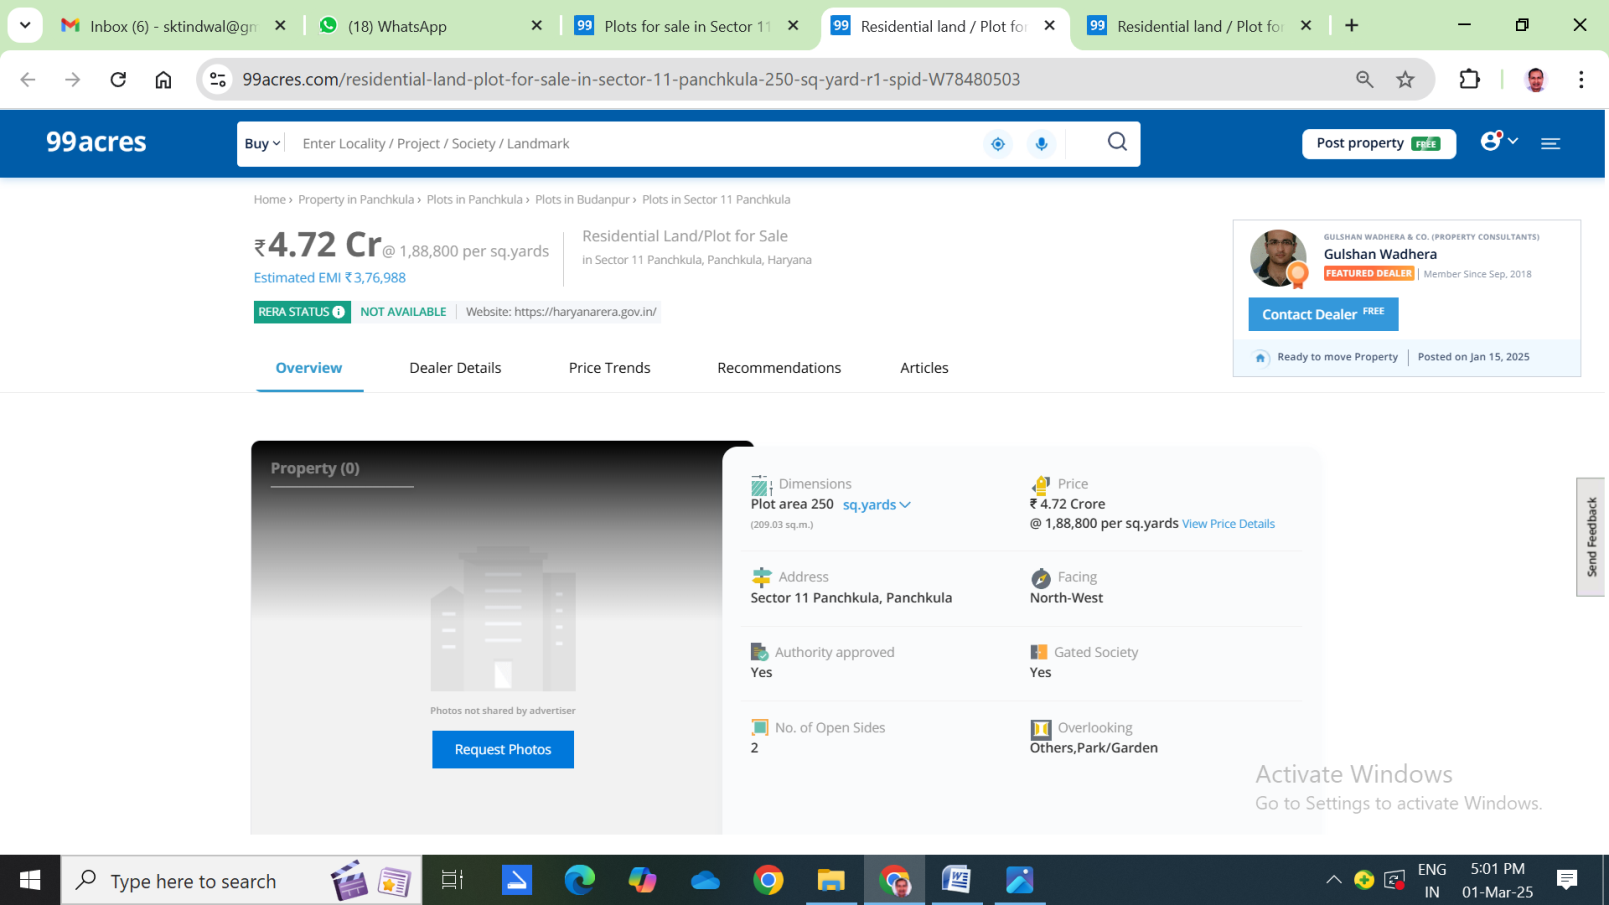 Inbox (6) - sktindwal@gm
(18) WhatsApp
99 Plots for sale in Sector 11
99 Residential land / Plot for
99 Residential land / Plot for
99acres.com/residential-land-plot-for-sale-in-sector-11-panchkula-250-sq-yard-r1-spid-W78480503
99acres
Buy
Enter Locality / Project / Society / Landmark
Post property FREE
Home › Property in Panchkula › Plots in Panchkula › Plots in Budanpur › Plots in Sector 11 Panchkula
₹4.72 Cr@ 1,88,800 per sq.yards
Estimated EMI ₹3,76,988
Residential Land/Plot for Sale
in Sector 11 Panchkula, Panchkula, Haryana
RERA STATUS i NOT AVAILABLE Website: https://haryanarera.gov.in/
GULSHAN WADHERA & CO. (PROPERTY CONSULTANTS)
Gulshan Wadhera
FEATURED DEALER Member Since Sep, 2018
Contact Dealer FREE
Ready to move Property Posted on Jan 15, 2025
Overview Dealer Details Price Trends Recommendations Articles
Property (0)
Photos not shared by advertiser
Request Photos
Dimensions
Plot area 250 sq.yards
(209.03 sq.m.)
Price
₹ 4.72 Crore
@ 1,88,800 per sq.yards View Price Details
Address
Sector 11 Panchkula, Panchkula
Facing
North-West
Authority approved
Yes
Gated Society
Yes
No. of Open Sides
2
Overlooking
Others,Park/Garden
Send Feedback
Activate Windows
Go to Settings to activate Windows.
Type here to search
ENG
IN
5:01 PM
01-Mar-25